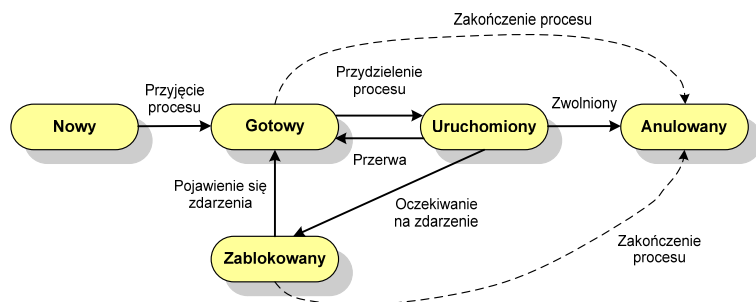 Zakończenie procesu
Przyjęcie
procesu
Przydzielenie
procesu
Zwolniony
Nowy
Gotowy
Uruchomiony
Anulowany
Przerwa
Pojawienie się
zdarzenia
Oczekiwanie
na zdarzenie
Zablokowany
Zakończenie
procesu